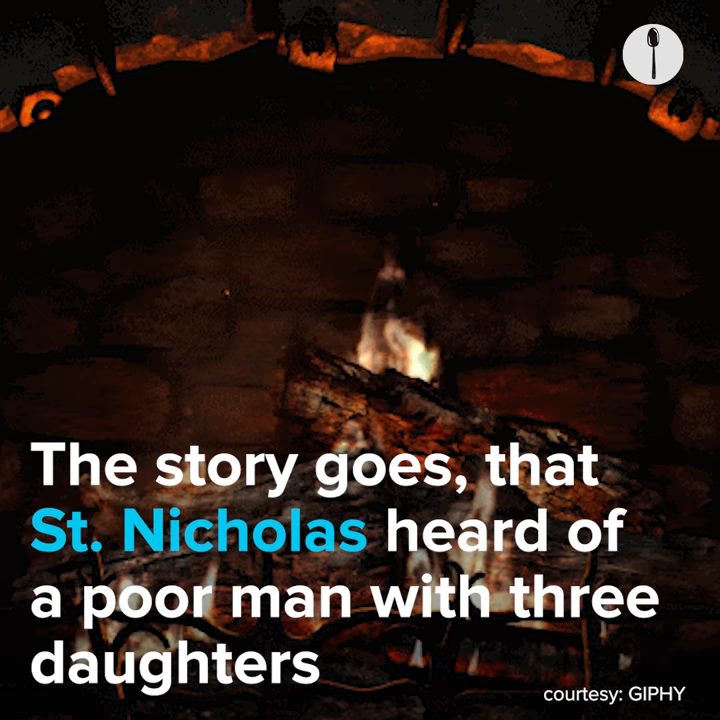 The story goes, that
St. Nicholas heard of
a poor man with three
daughters
courtesy: GIPHY